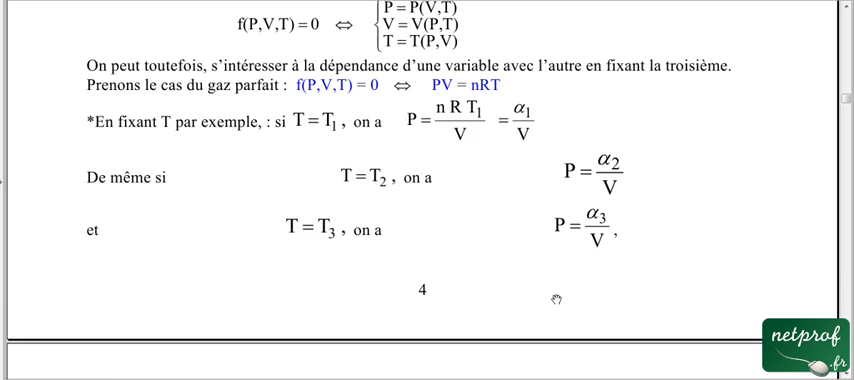 P = P(V,T)
f(P,V,T) = 0 ⇔ { V = V(P,T)
T = T(P,V)
On peut toutefois, s'intéresser à la dépendance d'une variable avec l'autre en fixant la troisième.
Prenons le cas du gaz parfait : f(P,V,T) = 0 ⇔ PV = nRT
*En fixant T par exemple, : si T = T₁ , on a P = n R T₁ / V = α₁ / V
De même si T = T₂ , on a P = α₂ / V
et T = T₃ , on a P = α₃ / V ,
4
netprof
.fr